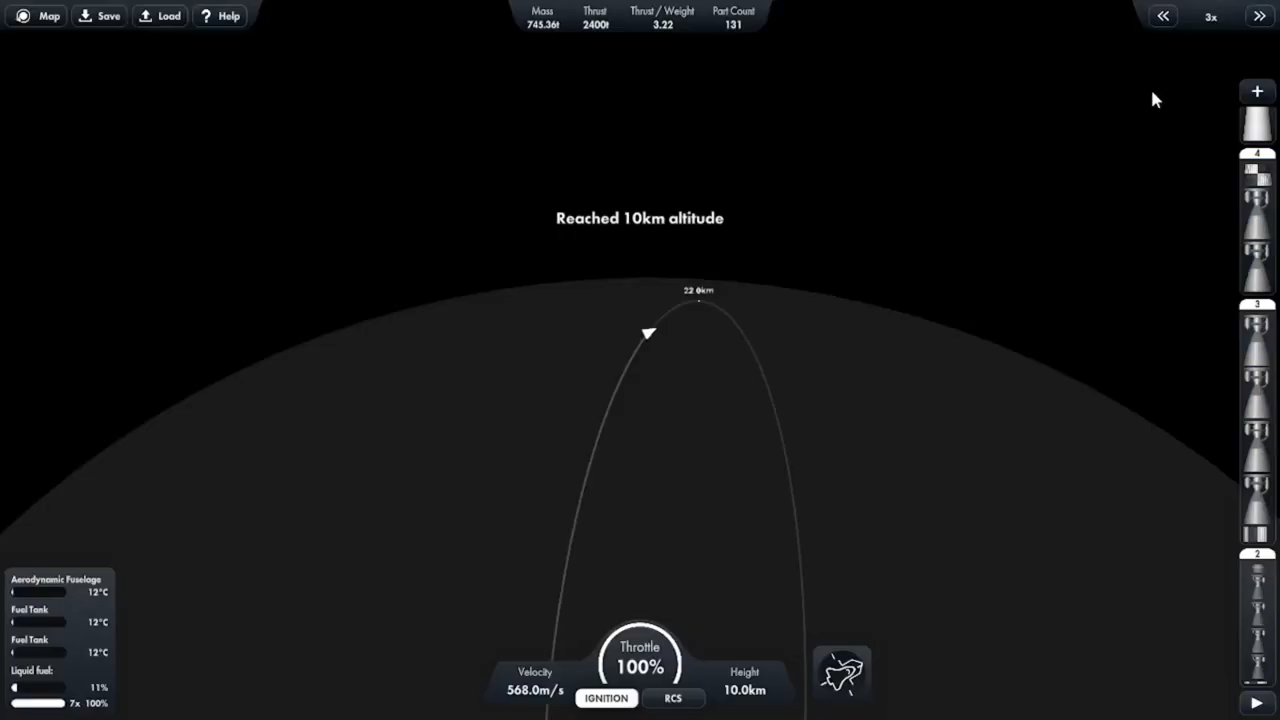 Map
Save
Load
Help
Mass
745.36t
Thrust
2400t
Thrust / Weight
3.22
Part Count
131
3x
Reached 10km altitude
22.0km
4
3
2
Aerodynamic Fuselage
12°C
Fuel Tank
12°C
Fuel Tank
12°C
Liquid fuel:
11%
7x 100%
Velocity
568.0m/s
Throttle
100%
IGNITION
RCS
Height
10.0km